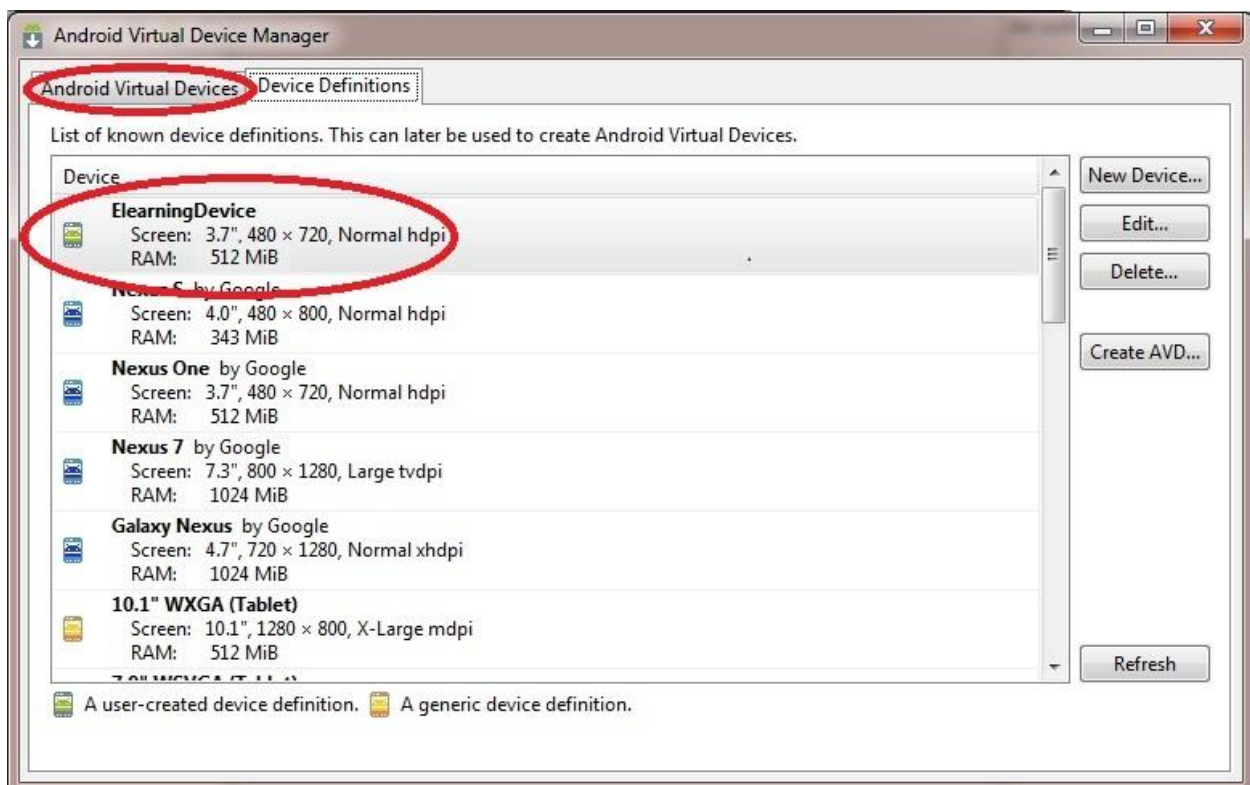 Android Virtual Device Manager
Android Virtual Devices
Device Definitions
List of known device definitions. This can later be used to create Android Virtual Devices.
Device
ElearningDevice
Screen: 3.7", 480 × 720, Normal hdpi
RAM: 512 MiB
Nexus S by Google
Screen: 4.0", 480 × 800, Normal hdpi
RAM: 343 MiB
Nexus One by Google
Screen: 3.7", 480 × 720, Normal hdpi
RAM: 512 MiB
Nexus 7 by Google
Screen: 7.3", 800 × 1280, Large tvdpi
RAM: 1024 MiB
Galaxy Nexus by Google
Screen: 4.7", 720 × 1280, Normal xhdpi
RAM: 1024 MiB
10.1" WXGA (Tablet)
Screen: 10.1", 1280 × 800, X-Large mdpi
RAM: 512 MiB
New Device...
Edit...
Delete...
Create AVD...
Refresh
A user-created device definition.
A generic device definition.